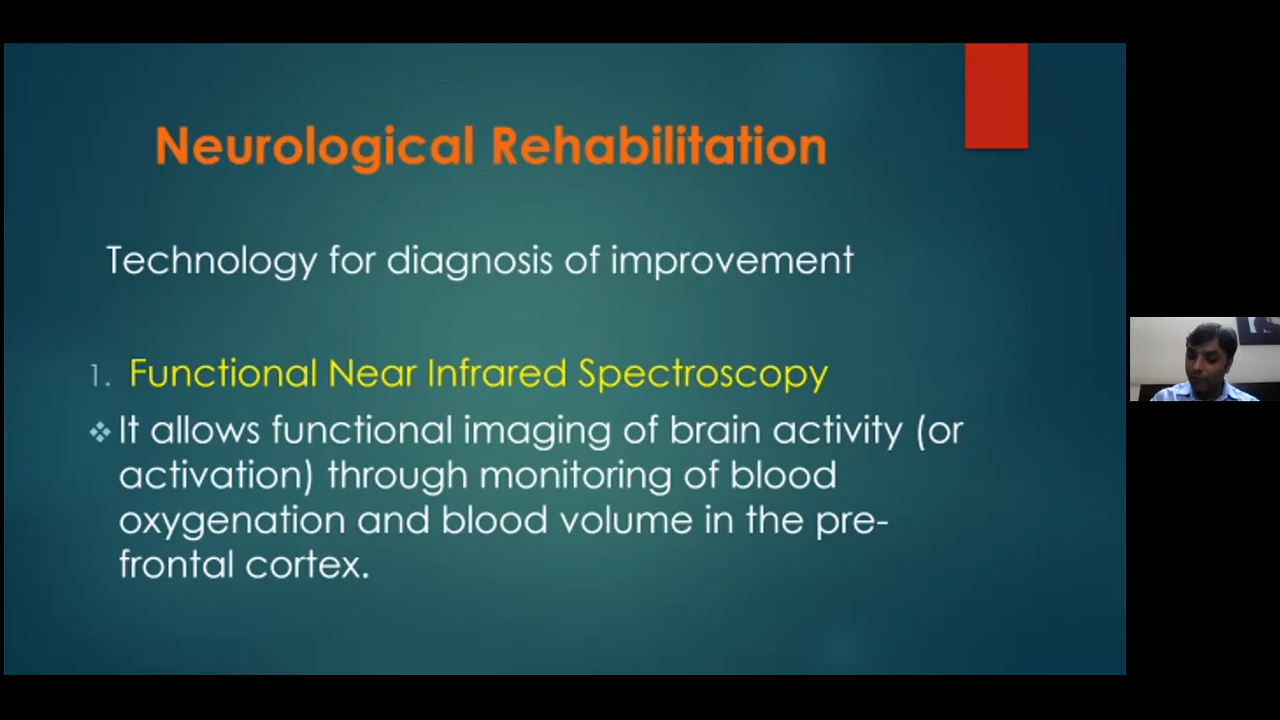 Neurological Rehabilitation
Technology for diagnosis of improvement
1. Functional Near Infrared Spectroscopy
❖ It allows functional imaging of brain activity (or
activation) through monitoring of blood
oxygenation and blood volume in the pre-
frontal cortex.